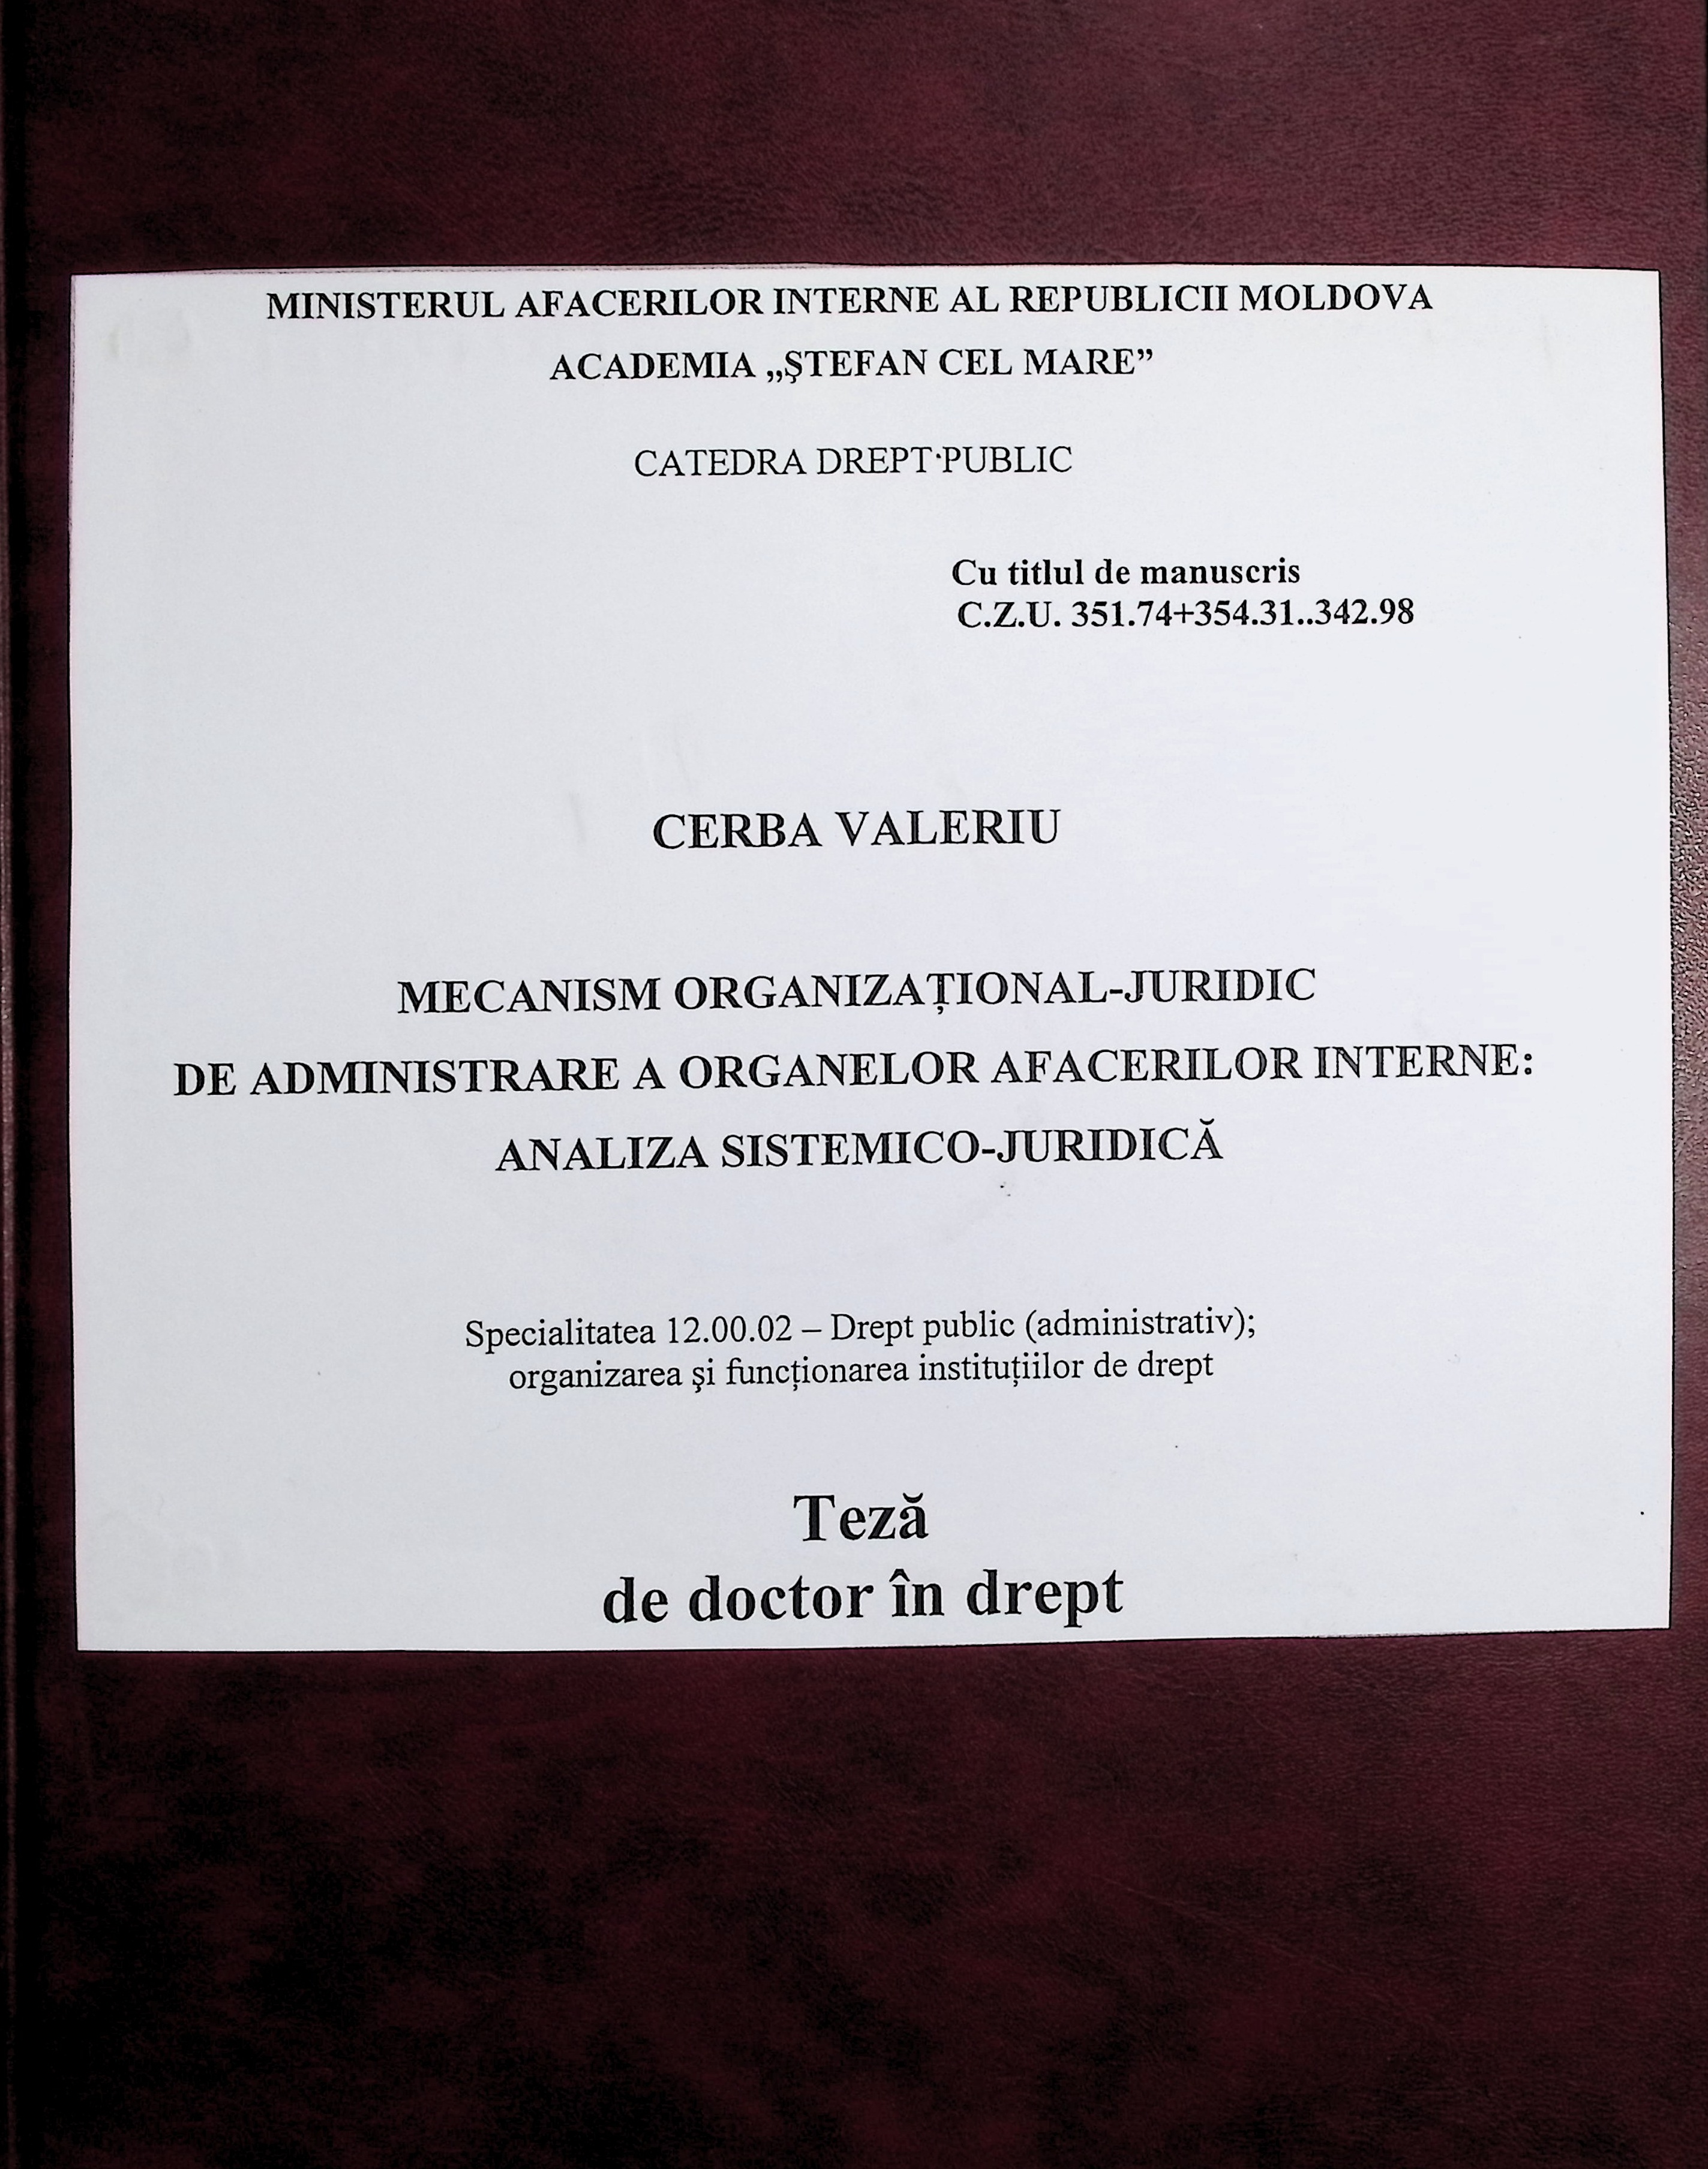 MINISTERUL AFACERILOR INTERNE AL REPUBLICII MOLDOVA
ACADEMIA „ŞTEFAN CEL MARE”
CATEDRA DREPT PUBLIC
Cu titlul de manuscris
C.Z.U. 351.74+354.31..342.98
CERBA VALERIU
MECANISM ORGANIZAȚIONAL-JURIDIC
DE ADMINISTRARE A ORGANELOR AFACERILOR INTERNE:
ANALIZA SISTEMICO-JURIDICĂ
Specialitatea 12.00.02 – Drept public (administrativ);
organizarea şi funcționarea instituțiilor de drept
Teză
de doctor în drept